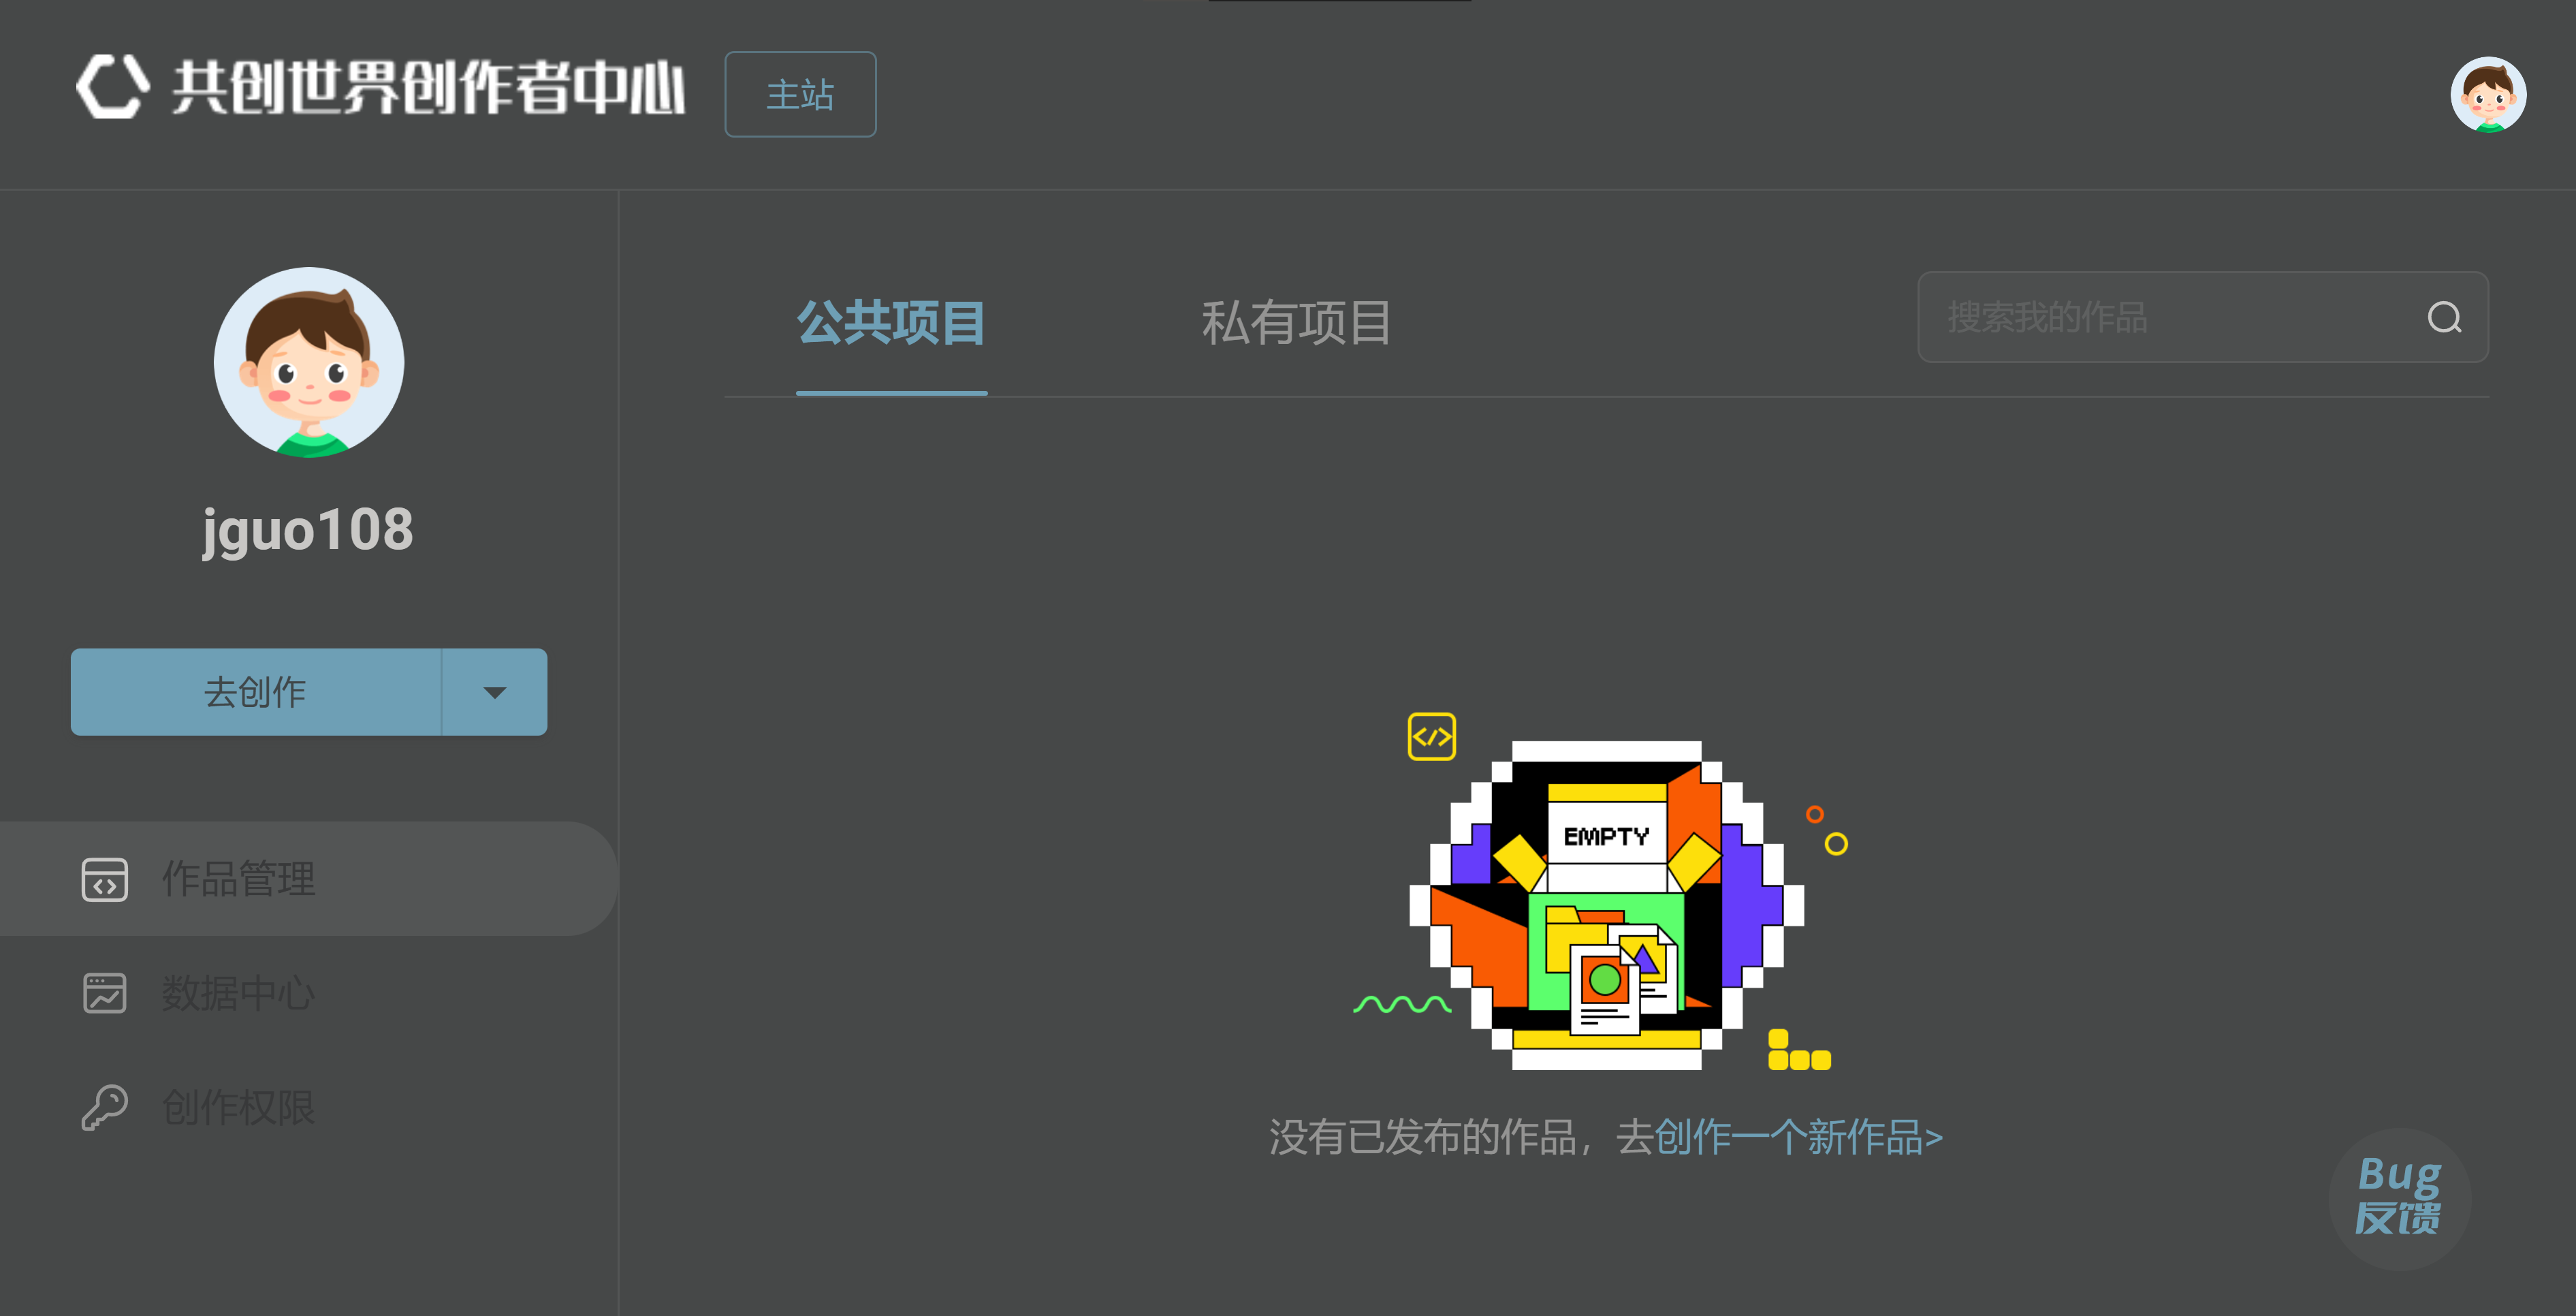 共创世界创作者中心
主站
jguo108
去创作
作品管理
数据中心
创作权限
公共项目
私有项目
搜索我的作品
EMPTY
没有已发布的作品，去创作一个新作品>
Bug
反馈